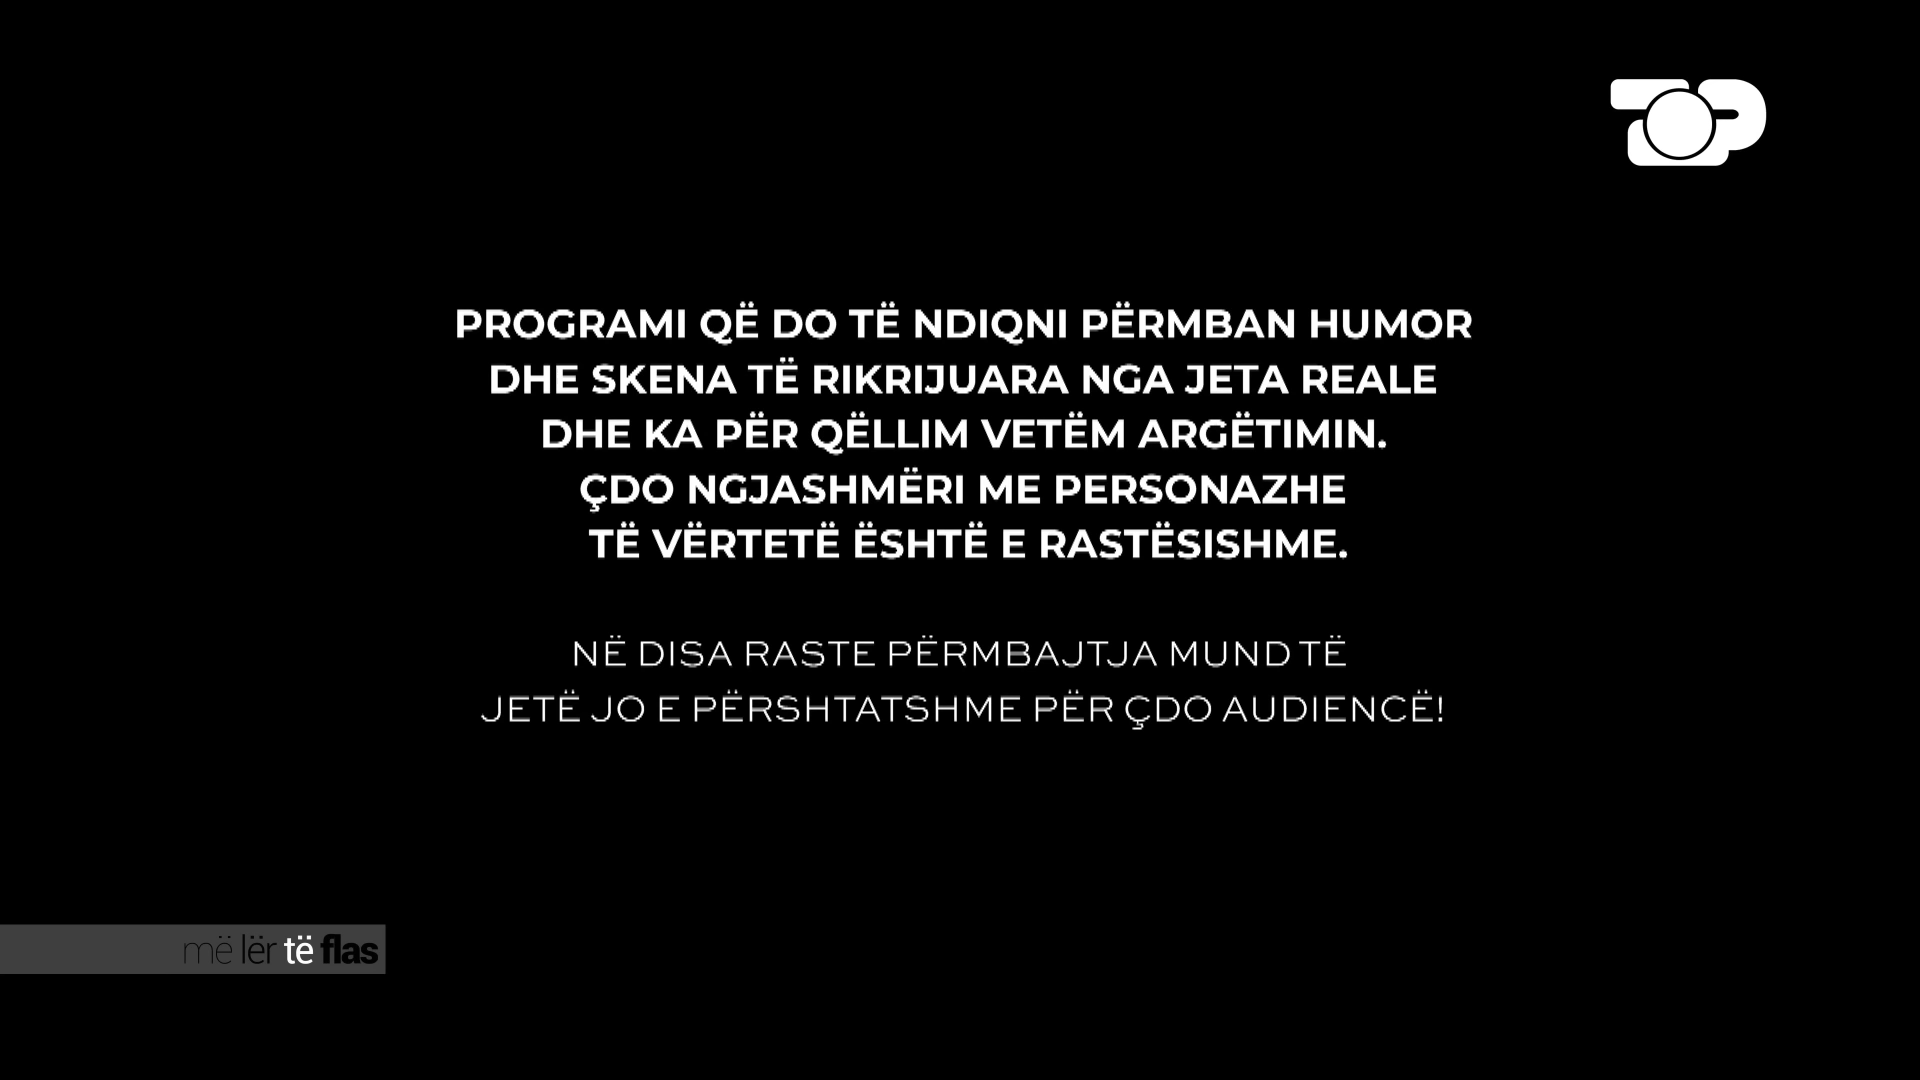 TOP
PROGRAMI QË DO TË NDIQNI PËRMBAN HUMOR
DHE SKENA TË RIKRIJUARA NGA JETA REALE
DHE KA PËR QËLLIM VETËM ARGËTIMIN.
ÇDO NGJASHMËRI ME PERSONAZHE
TË VËRTETË ËSHTË E RASTËSISHME.
NË DISA RASTE PËRMBAJTJA MUND TË
JETË JO E PËRSHTATSHME PËR ÇDO AUDIENCË!
më lër të flas